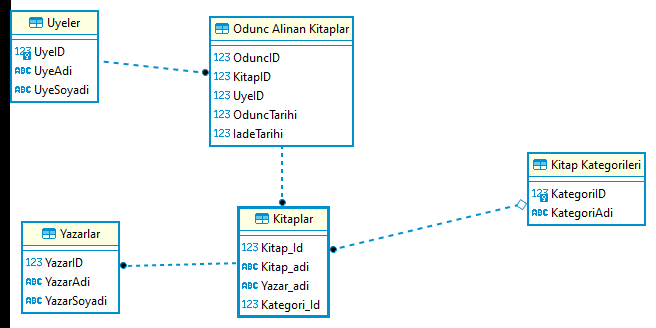 Uyeler
123 UyeID
ABC UyeAdi
ABC UyeSoyadi
Odunc Alinan Kitaplar
123 OduncID
123 KitapID
123 UyeID
123 OduncTarihi
123 IadeTarihi
Kitap Kategorileri
123 KategoriID
ABC KategoriAdi
Kitaplar
123 Kitap_Id
ABC Kitap_adi
ABC Yazar_adi
123 Kategori_Id
Yazarlar
123 YazarID
ABC YazarAdi
ABC YazarSoyadi